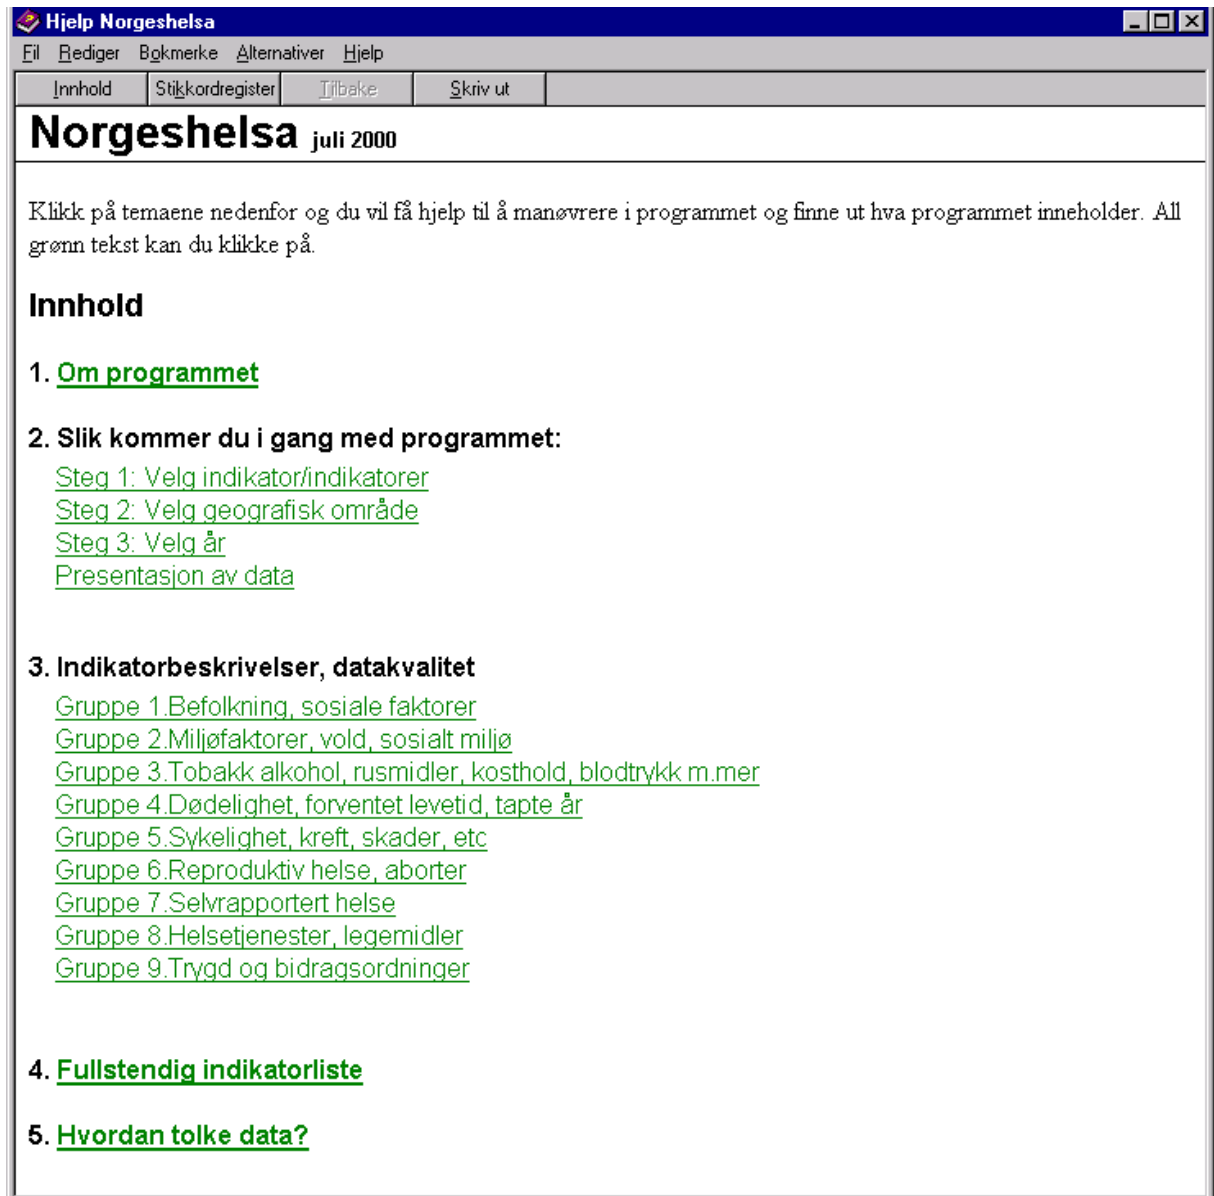 Hjelp Norgeshelsa
Fil Rediger Bokmerke Alternativer Hjelp
Innhold Stikkordregister Tilbake Skriv ut
Norgeshelsa juli 2000
Klikk på temaene nedenfor og du vil få hjelp til å manøvrere i programmet og finne ut hva programmet inneholder. All
grønn tekst kan du klikke på.
Innhold
1. Om programmet
2. Slik kommer du i gang med programmet:
Steg 1: Velg indikator/indikatorer
Steg 2: Velg geografisk område
Steg 3: Velg år
Presentasjon av data
3. Indikatorbeskrivelser, datakvalitet
Gruppe 1.Befolkning, sosiale faktorer
Gruppe 2.Miljøfaktorer, vold, sosialt miljø
Gruppe 3.Tobakk alkohol, rusmidler, kosthold, blodtrykk m.mer
Gruppe 4.Dødelighet, forventet levetid, tapte år
Gruppe 5.Sykelighet, kreft, skader, etc
Gruppe 6.Reproduktiv helse, aborter
Gruppe 7.Selvrapportert helse
Gruppe 8.Helsetjenester, legemidler
Gruppe 9.Trygd og bidragsordninger
4. Fullstendig indikatorliste
5. Hvordan tolke data?